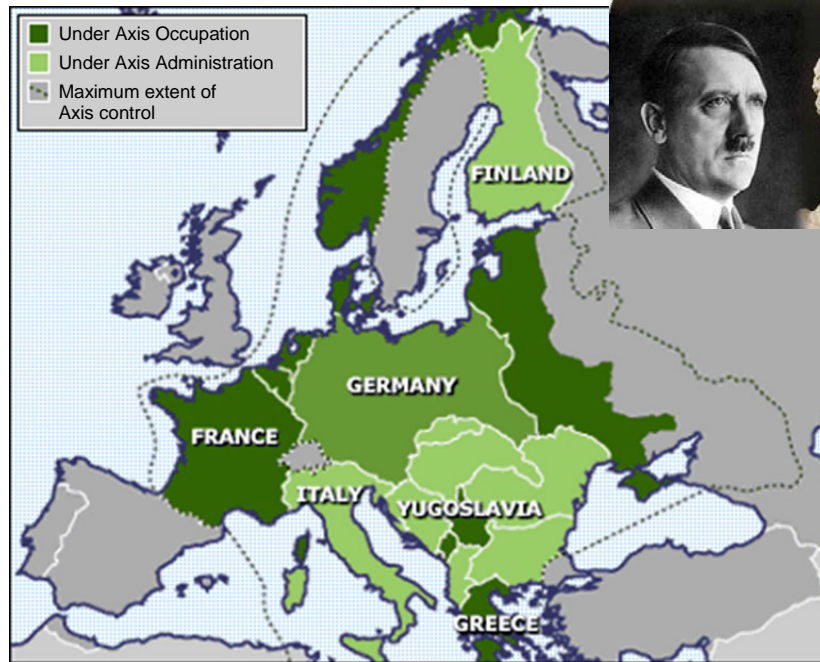 Under Axis Occupation
Under Axis Administration
Maximum extent of
Axis control
FINLAND
GERMANY
FRANCE
ITALY
YUGOSLAVIA
GREECE